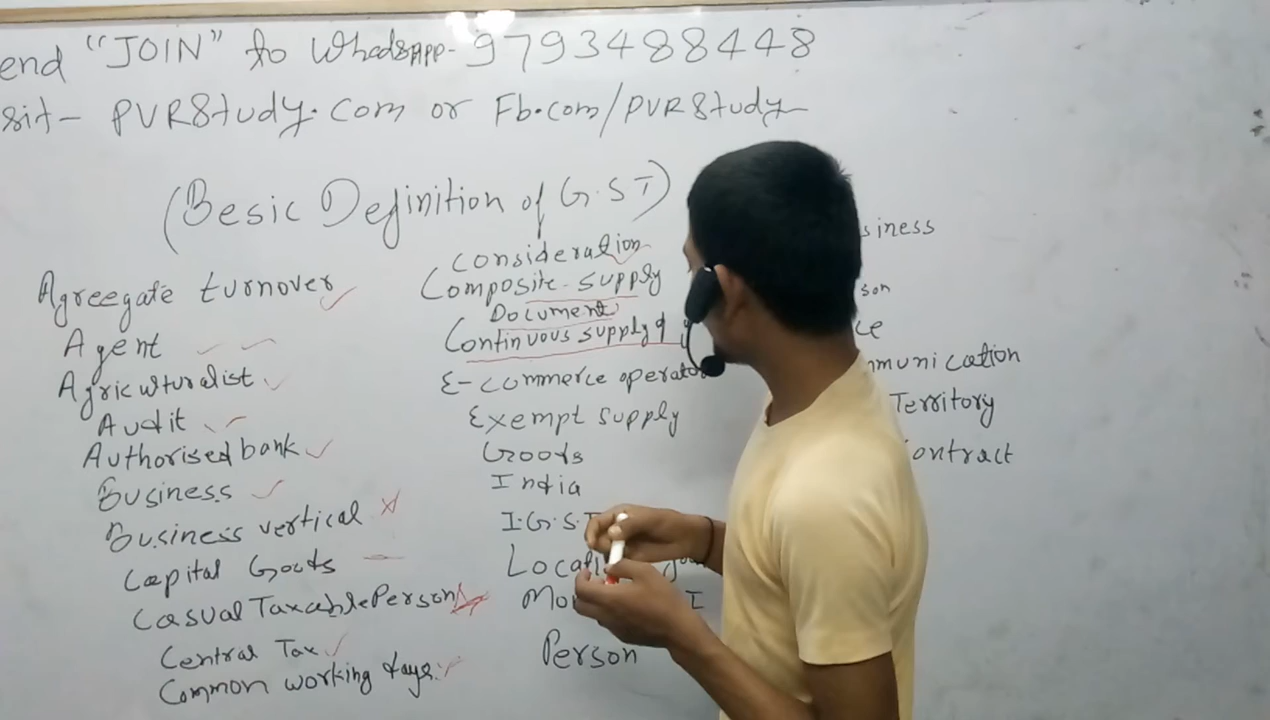 end "JOIN" to Whatsapp- 9793488448
sit- PVRStudy.Com or Fb.com/PVRStudy
(Besic Definition of G.S.T)
Agreegate turnover
Agent
Agriculturalist
Audit
Authorised bank
Business
Business vertical
Capital Goods
Casual Taxable Person
Central Tax
Common working days
Consideration
Composite supply
Document
Continuous supply of
E-commerce operator
Exempt supply
Goods
India
I.G.S.T
Person
siness
son
ce
mmunication
Territory
ontract